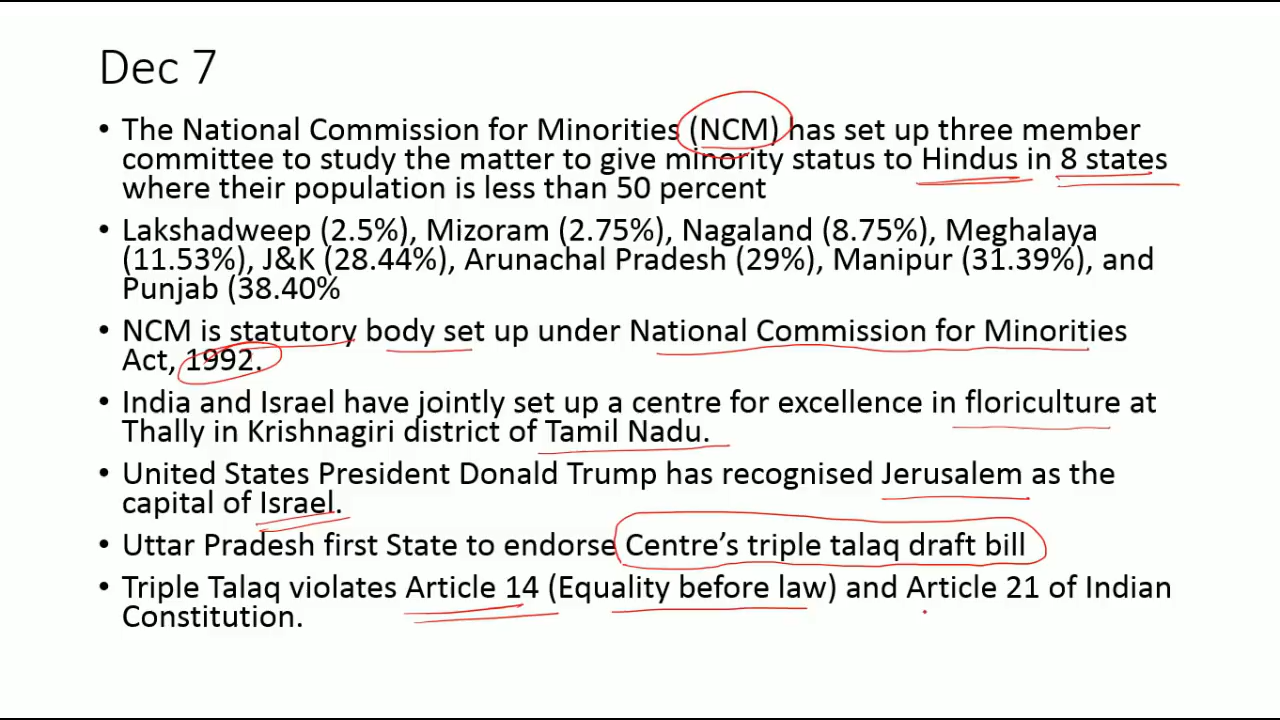 Dec 7
• The National Commission for Minorities (NCM) has set up three member
committee to study the matter to give minority status to Hindus in 8 states
where their population is less than 50 percent
• Lakshadweep (2.5%), Mizoram (2.75%), Nagaland (8.75%), Meghalaya
(11.53%), J&K (28.44%), Arunachal Pradesh (29%), Manipur (31.39%), and
Punjab (38.40%
• NCM is statutory body set up under National Commission for Minorities
Act, 1992.
• India and Israel have jointly set up a centre for excellence in floriculture at
Thally in Krishnagiri district of Tamil Nadu.
• United States President Donald Trump has recognised Jerusalem as the
capital of Israel.
• Uttar Pradesh first State to endorse Centre’s triple talaq draft bill
• Triple Talaq violates Article 14 (Equality before law) and Article 21 of Indian
Constitution.